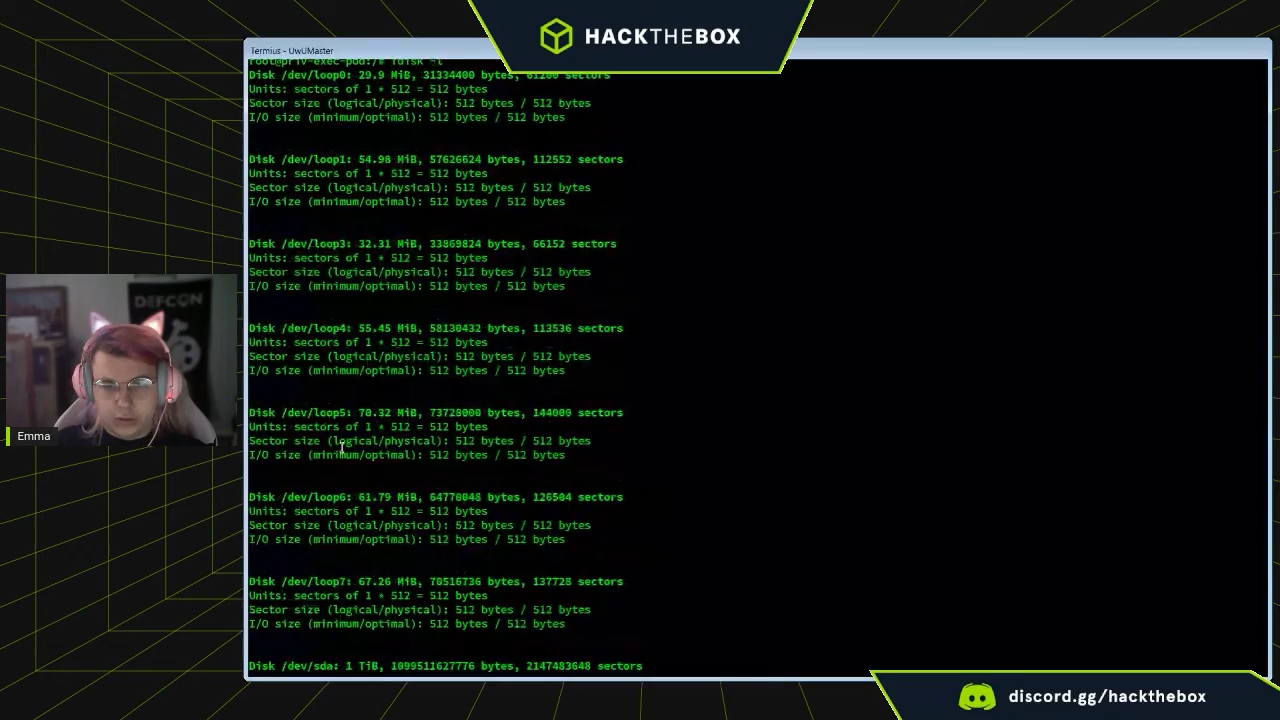 HACKTHEBOX
Termius - UwUMaster
root@priv-exec-pod:/# fdisk -l
Disk /dev/loop0: 29.9 MiB, 31334400 bytes, 61200 sectors
Units: sectors of 1 * 512 = 512 bytes
Sector size (logical/physical): 512 bytes / 512 bytes
I/O size (minimum/optimal): 512 bytes / 512 bytes
Disk /dev/loop1: 54.98 MiB, 57626624 bytes, 112552 sectors
Units: sectors of 1 * 512 = 512 bytes
Sector size (logical/physical): 512 bytes / 512 bytes
I/O size (minimum/optimal): 512 bytes / 512 bytes
Disk /dev/loop3: 32.31 MiB, 33869824 bytes, 66152 sectors
Units: sectors of 1 * 512 = 512 bytes
Sector size (logical/physical): 512 bytes / 512 bytes
I/O size (minimum/optimal): 512 bytes / 512 bytes
Disk /dev/loop4: 55.45 MiB, 58130432 bytes, 113536 sectors
Units: sectors of 1 * 512 = 512 bytes
Sector size (logical/physical): 512 bytes / 512 bytes
I/O size (minimum/optimal): 512 bytes / 512 bytes
Disk /dev/loop5: 70.32 MiB, 73728000 bytes, 144000 sectors
Units: sectors of 1 * 512 = 512 bytes
Sector size (logical/physical): 512 bytes / 512 bytes
I/O size (minimum/optimal): 512 bytes / 512 bytes
Disk /dev/loop6: 61.79 MiB, 64770048 bytes, 126504 sectors
Units: sectors of 1 * 512 = 512 bytes
Sector size (logical/physical): 512 bytes / 512 bytes
I/O size (minimum/optimal): 512 bytes / 512 bytes
Disk /dev/loop7: 67.26 MiB, 70516736 bytes, 137728 sectors
Units: sectors of 1 * 512 = 512 bytes
Sector size (logical/physical): 512 bytes / 512 bytes
I/O size (minimum/optimal): 512 bytes / 512 bytes
Disk /dev/sda: 1 TiB, 1099511627776 bytes, 2147483648 sectors
DEFCON
Emma
discord.gg/hackthebox